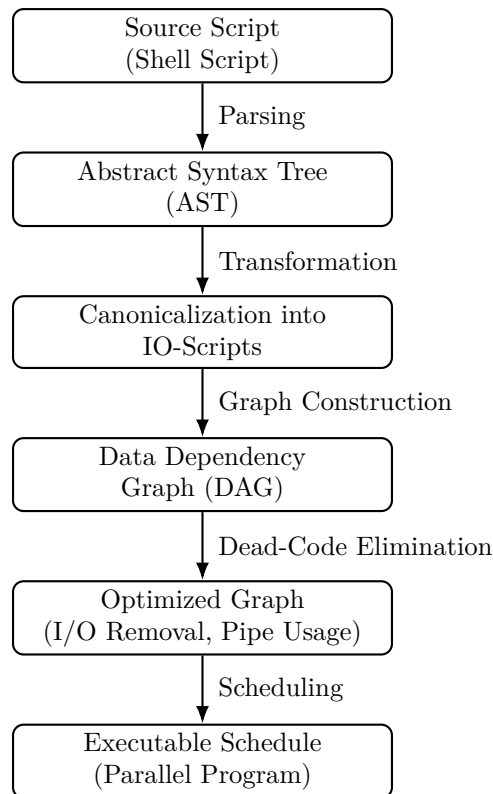 Source Script
(Shell Script)
Parsing
Abstract Syntax Tree
(AST)
Transformation
Canonicalization into
IO-Scripts
Graph Construction
Data Dependency
Graph (DAG)
Dead-Code Elimination
Optimized Graph
(I/O Removal, Pipe Usage)
Scheduling
Executable Schedule
(Parallel Program)